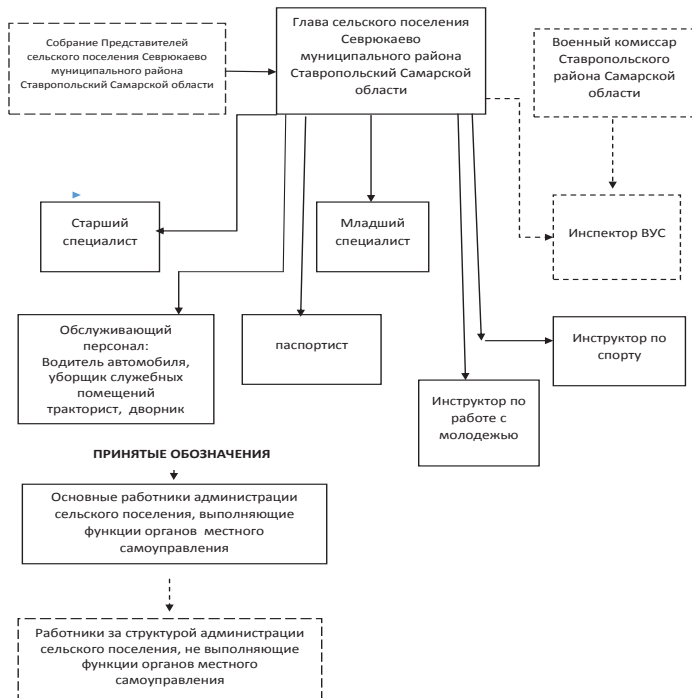 Собрание Представителей
сельского поселения Севрюкаево
муниципального района
Ставропольский Самарской области
Глава сельского поселения
Севрюкаево
муниципального района
Ставропольский Самарской
области
Военный комиссар
Ставропольского
района Самарской
области
Старший
специалист
Младший
специалист
Инспектор ВУС
Обслуживающий
персонал:
Водитель автомобиля,
уборщик служебных
помещений
тракторист, дворник
паспортист
Инструктор по
спорту
Инструктор по
работе с
молодежью
ПРИНЯТЫЕ ОБОЗНАЧЕНИЯ
Основные работники администрации
сельского поселения, выполняющие
функции органов местного
самоуправления
Работники за структурой администрации
сельского поселения, не выполняющие
функции органов местного
самоуправления